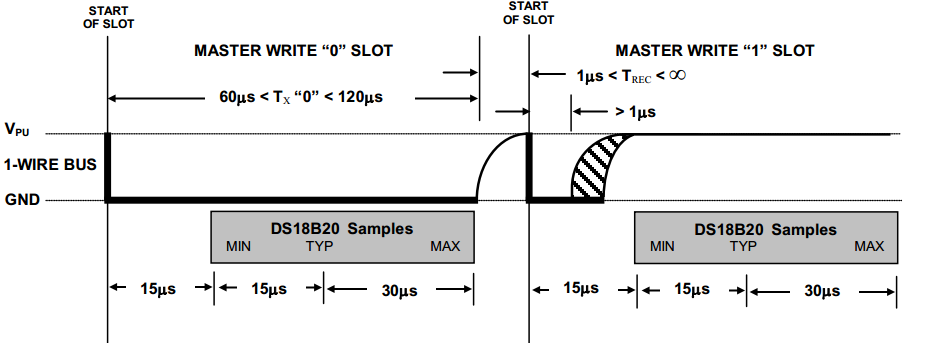 START
OF SLOT
START
OF SLOT
MASTER WRITE “0” SLOT
MASTER WRITE “1” SLOT
1µs < TREC < ∞
60µs < TX “0” < 120µs
> 1µs
VPU
1-WIRE BUS
GND
DS18B20 Samples
MIN TYP MAX
DS18B20 Samples
MIN TYP MAX
15µs 15µs 30µs
15µs 15µs 30µs